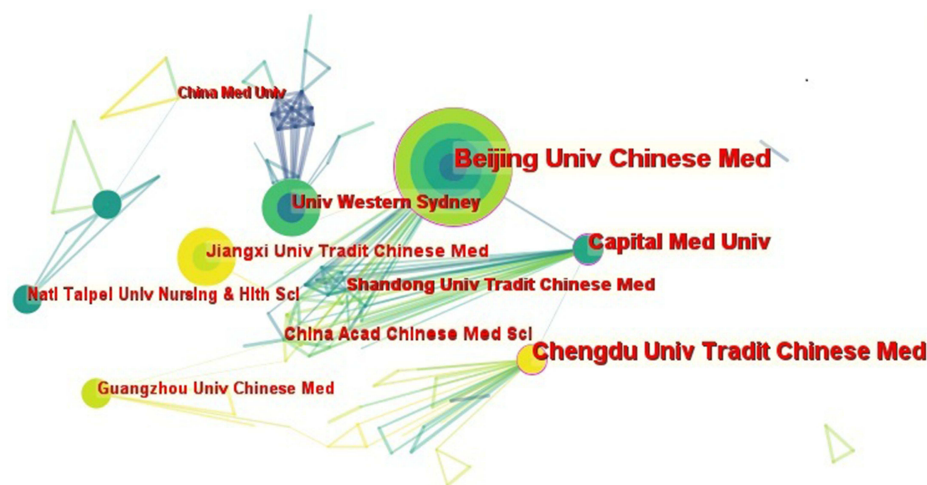 China Med Univ
Beijing Univ Chinese Med
Univ Western Sydney
Capital Med Univ
Jiangxi Univ Tradit Chinese Med
Shandong Univ Tradit Chinese Med
Natl Taipei Univ Nursing & Hlth Sci
China Acad Chinese Med Sci
Chengdu Univ Tradit Chinese Med
Guangzhou Univ Chinese Med